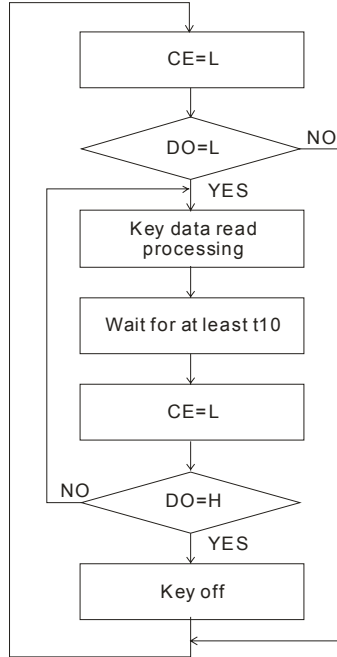 CE=L
DO=L
NO
YES
Key data read
processing
Wait for at least t10
CE=L
NO
DO=H
YES
Key off